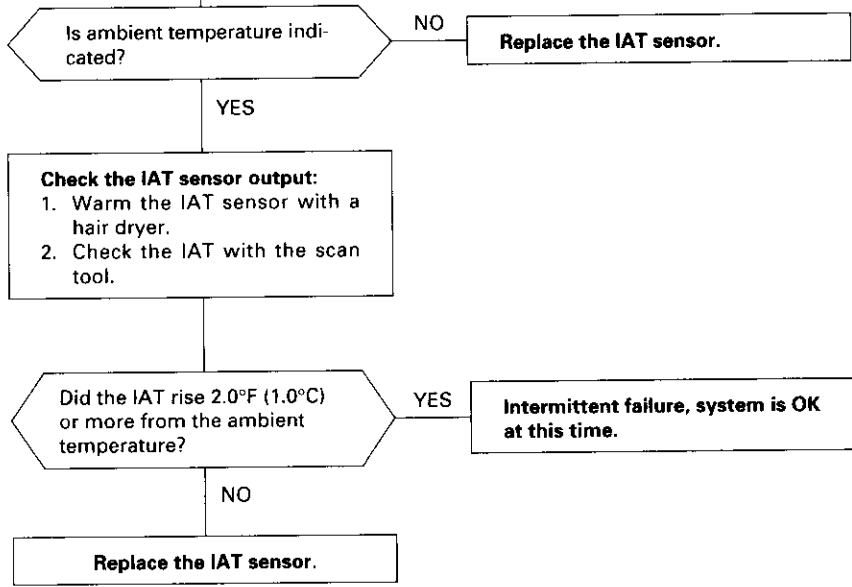 Is ambient temperature indi-
cated?
NO
Replace the IAT sensor.
YES
Check the IAT sensor output:
1. Warm the IAT sensor with a
hair dryer.
2. Check the IAT with the scan
tool.
Did the IAT rise 2.0°F (1.0°C)
or more from the ambient
temperature?
YES
Intermittent failure, system is OK
at this time.
NO
Replace the IAT sensor.